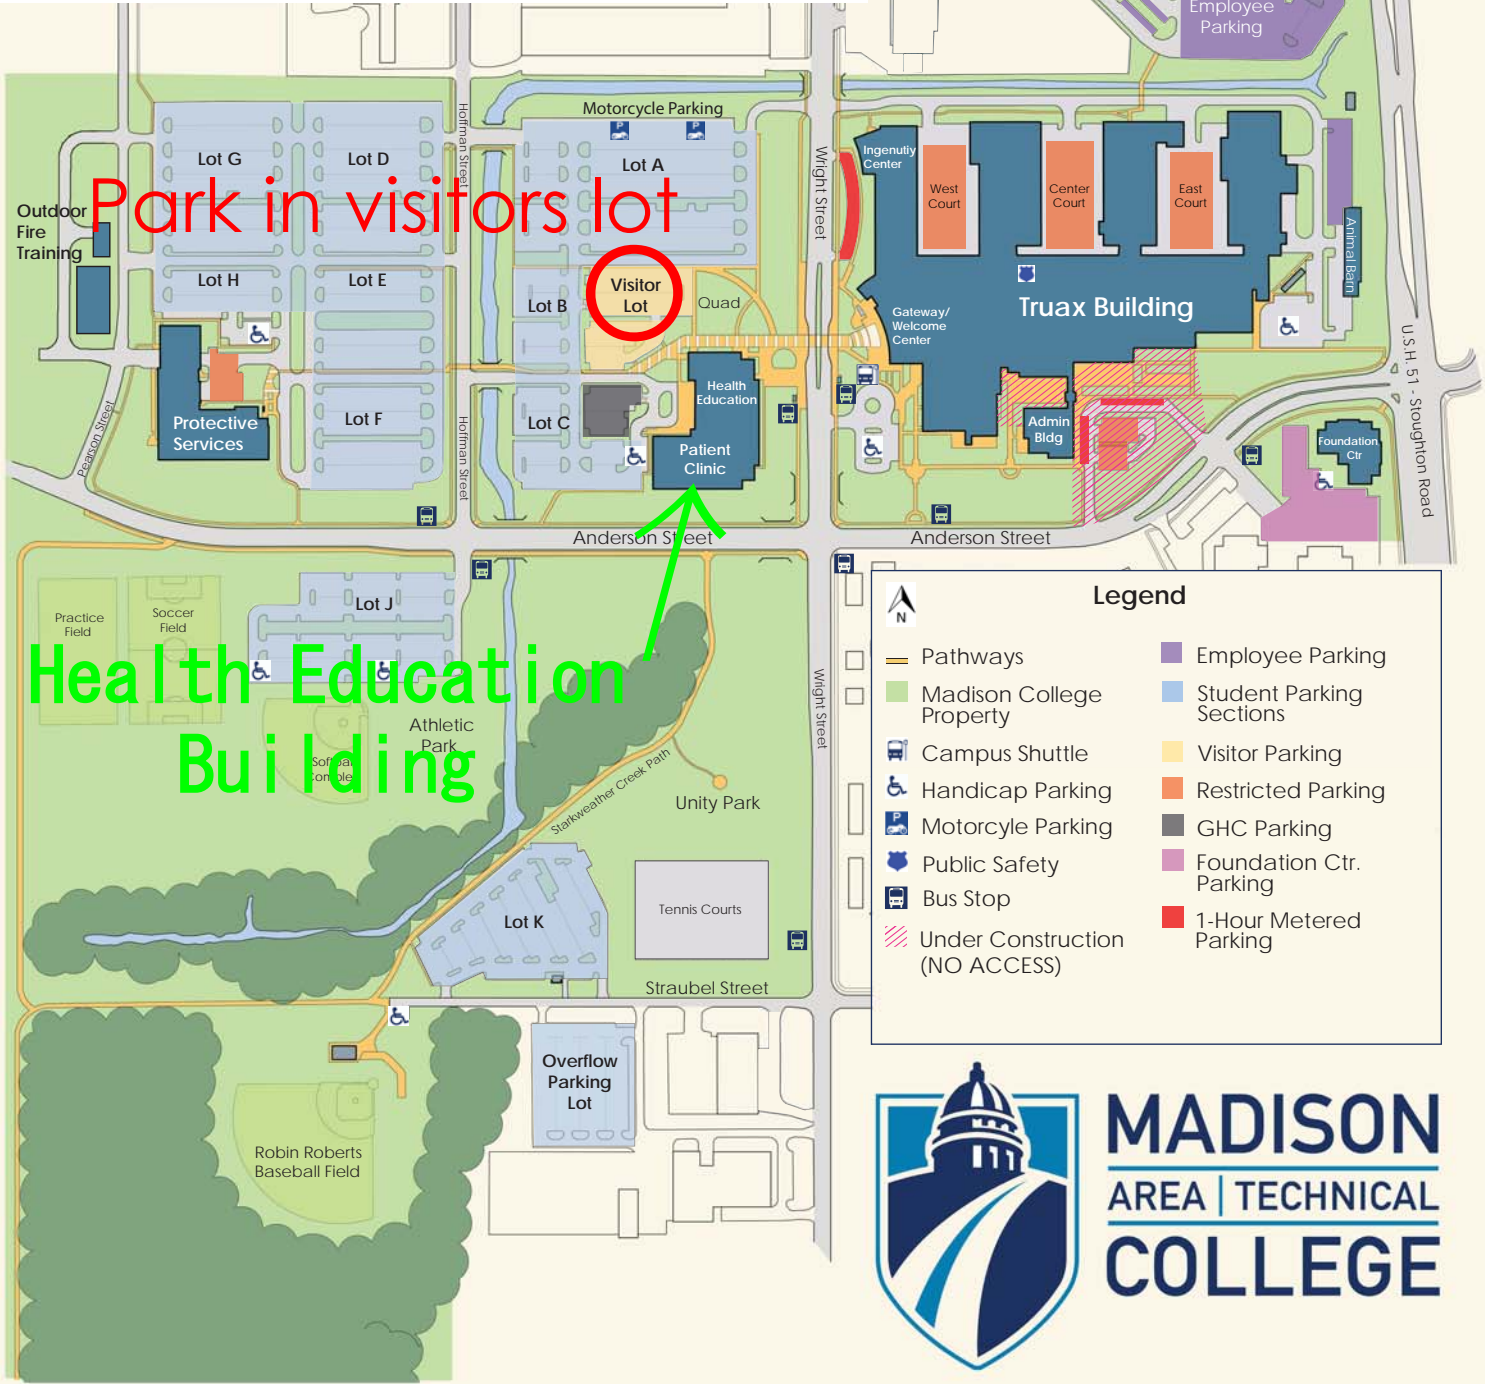 Employee
Parking
Motorcycle Parking
Hoffman Street
Wright Street
Lot G
Lot D
Lot A
Ingenutiy
Center
West
Court
Center
Court
East
Court
Park in visitors lot
Outdoor
Fire
Training
Animal Barn
Lot H
Lot E
Lot B
Visitor
Lot
Quad
Gateway/
Welcome
Center
Truax Building
U.S.H. 51 - Stoughton Road
Pearson Street
Protective
Services
Lot F
Hoffman Street
Lot C
Health
Education
Patient
Clinic
Admin
Bldg
Foundation
Ctr
Anderson Street
Anderson Street
Practice
Field
Soccer
Field
Lot J
Health Education
Building
Athletic
Park
Starkweather Creek Path
Unity Park
Wright Street
Lot K
Tennis Courts
Straubel Street
Overflow
Parking
Lot
Robin Roberts
Baseball Field
Legend
N
Pathways
Madison College
Property
Campus Shuttle
Handicap Parking
P
Motorcyle Parking
Public Safety
Bus Stop
Under Construction
(NO ACCESS)
Employee Parking
Student Parking
Sections
Visitor Parking
Restricted Parking
GHC Parking
Foundation Ctr.
Parking
1-Hour Metered
Parking
MADISON
AREA | TECHNICAL
COLLEGE